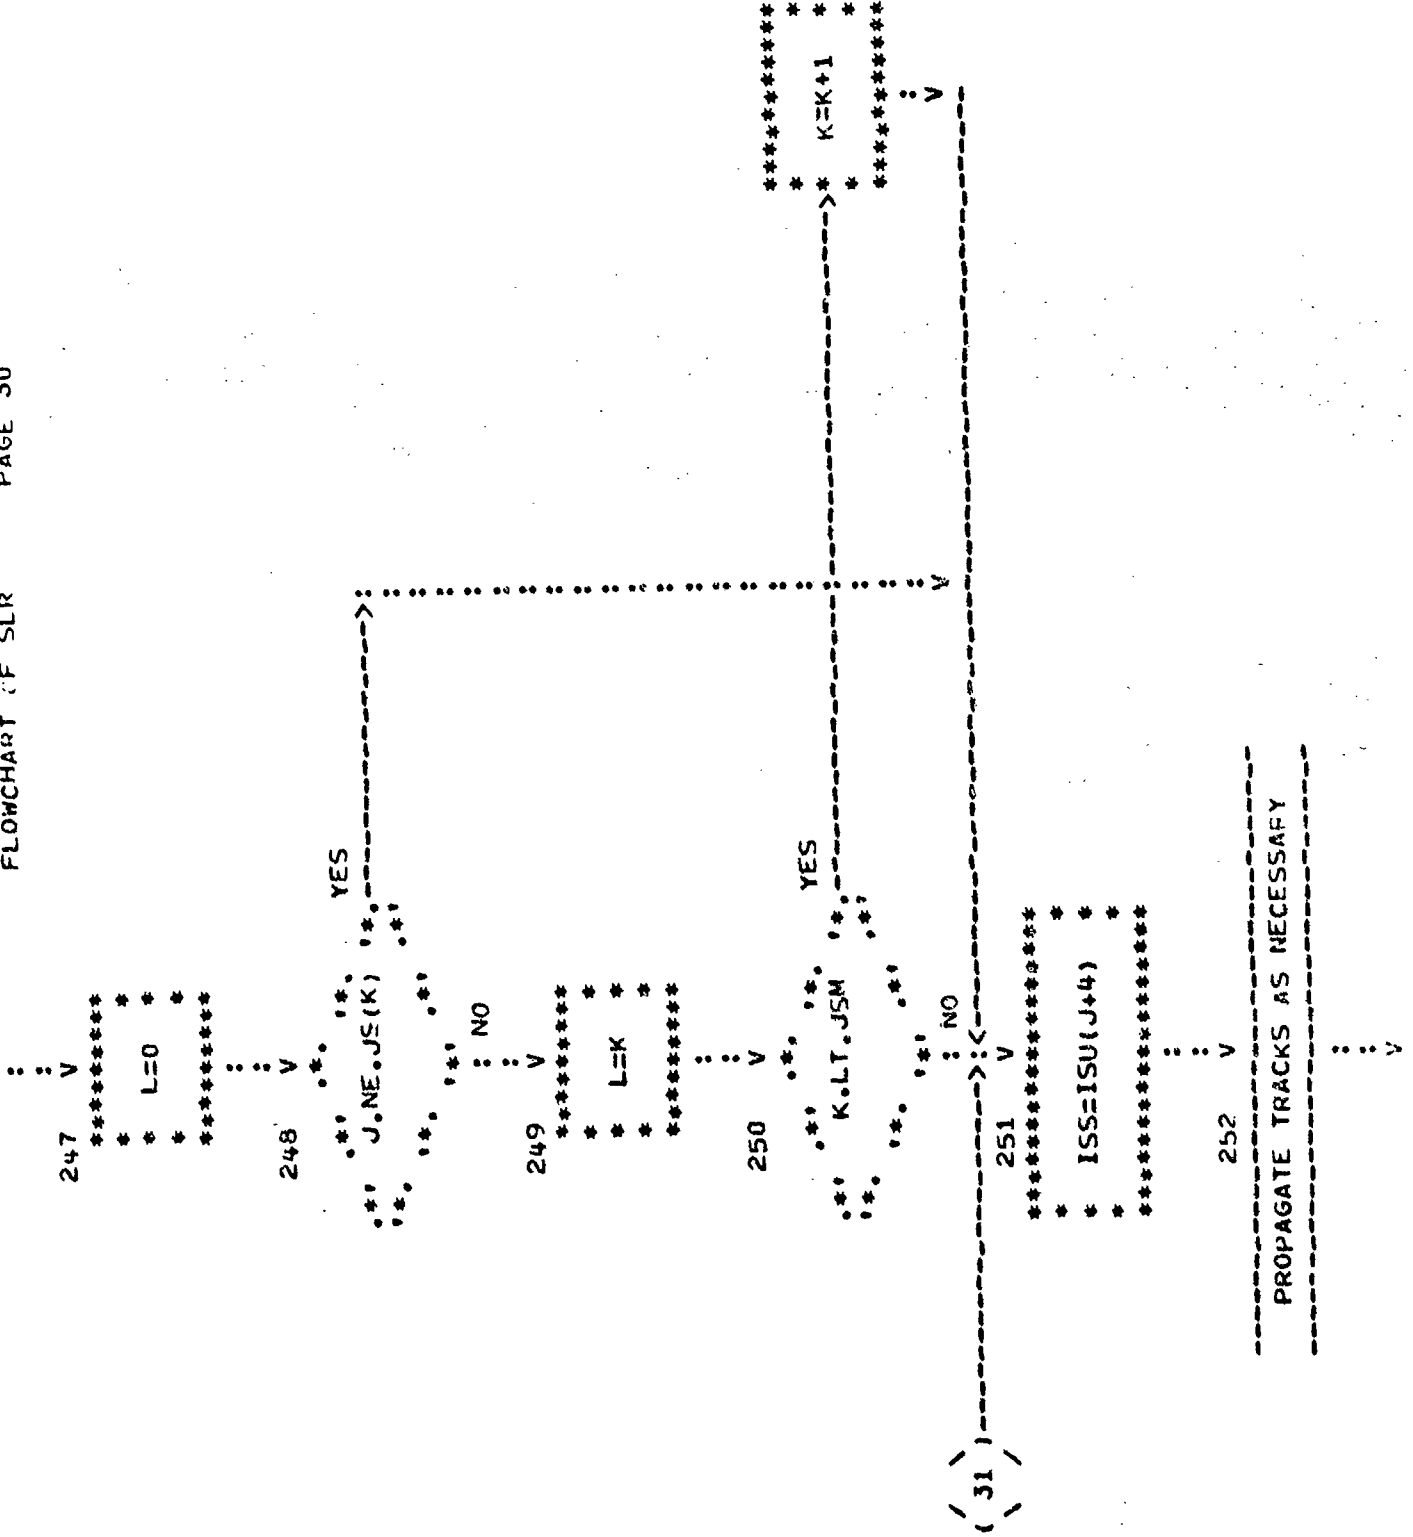 FLOWCHART OF SLR PAGE 30
247
L=0
248
J.NE.JS(K)
YES
NO
249
L=K
250
K.LT.JSM
YES
K=K+1
NO
31
251
ISS=ISU(J+4)
252
PROPAGATE TRACKS AS NECESSARY